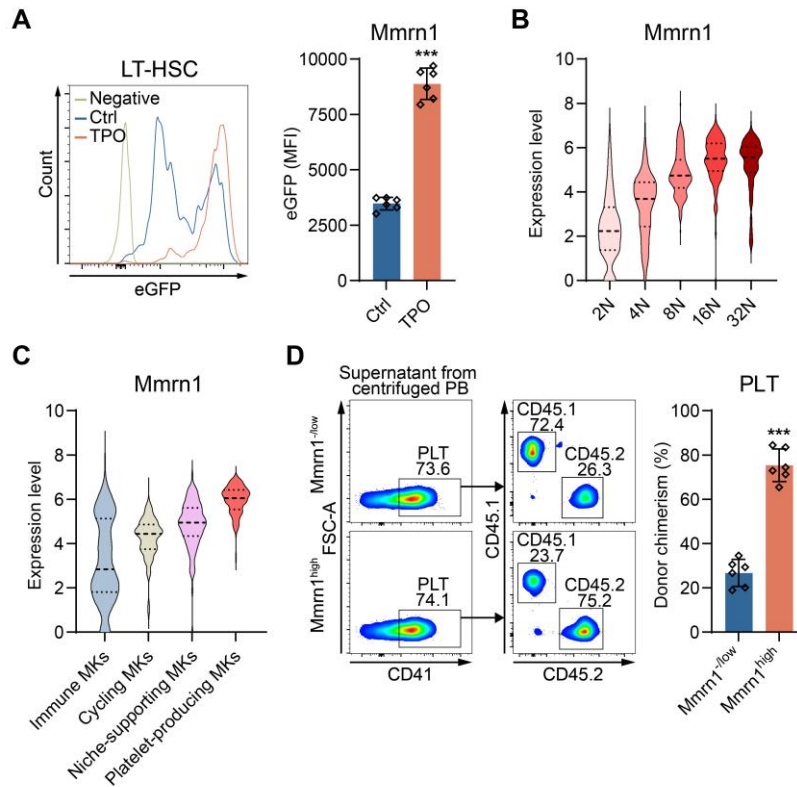 A
LT-HSC
Negative
Ctrl
TPO
Count
eGFP
Mmrn1
***
10000
7500
5000
2500
0
eGFP (MFI)
Ctrl
TPO
B
Mmrn1
10
8
6
4
2
0
Expression level
2N
4N
8N
16N
32N
C
Mmrn1
10
8
6
4
2
0
Expression level
Immune MKs
Cycling MKs
Niche-supporting MKs
Platelet-producing MKs
D
Supernatant from
centrifuged PB
Mmrn1-/low
PLT
73.6
CD45.1
72.4
CD45.2
26.3
FSC-A
CD45.1
Mmrn1high
PLT
74.1
CD45.1
23.7
CD45.2
75.2
CD41
CD45.2
PLT
***
100
80
60
40
20
0
Donor chimerism (%)
Mmrn1-/low
Mmrn1high